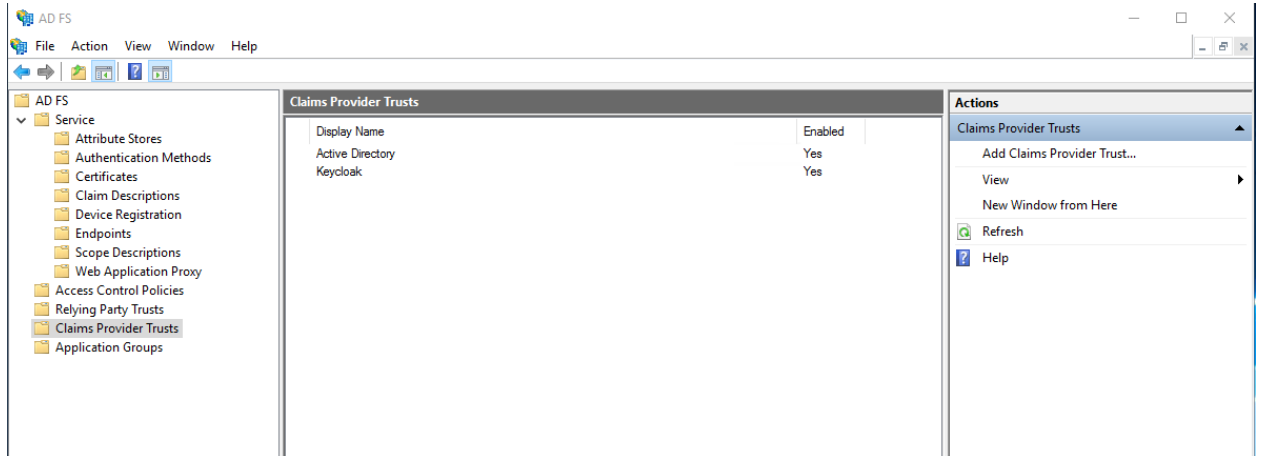 AD FS
File Action View Window Help
AD FS
Service
Attribute Stores
Authentication Methods
Certificates
Claim Descriptions
Device Registration
Endpoints
Scope Descriptions
Web Application Proxy
Access Control Policies
Relying Party Trusts
Claims Provider Trusts
Application Groups
Claims Provider Trusts
Display Name Enabled
Active Directory Yes
Keycloak Yes
Actions
Claims Provider Trusts
Add Claims Provider Trust...
View
New Window from Here
Refresh
Help